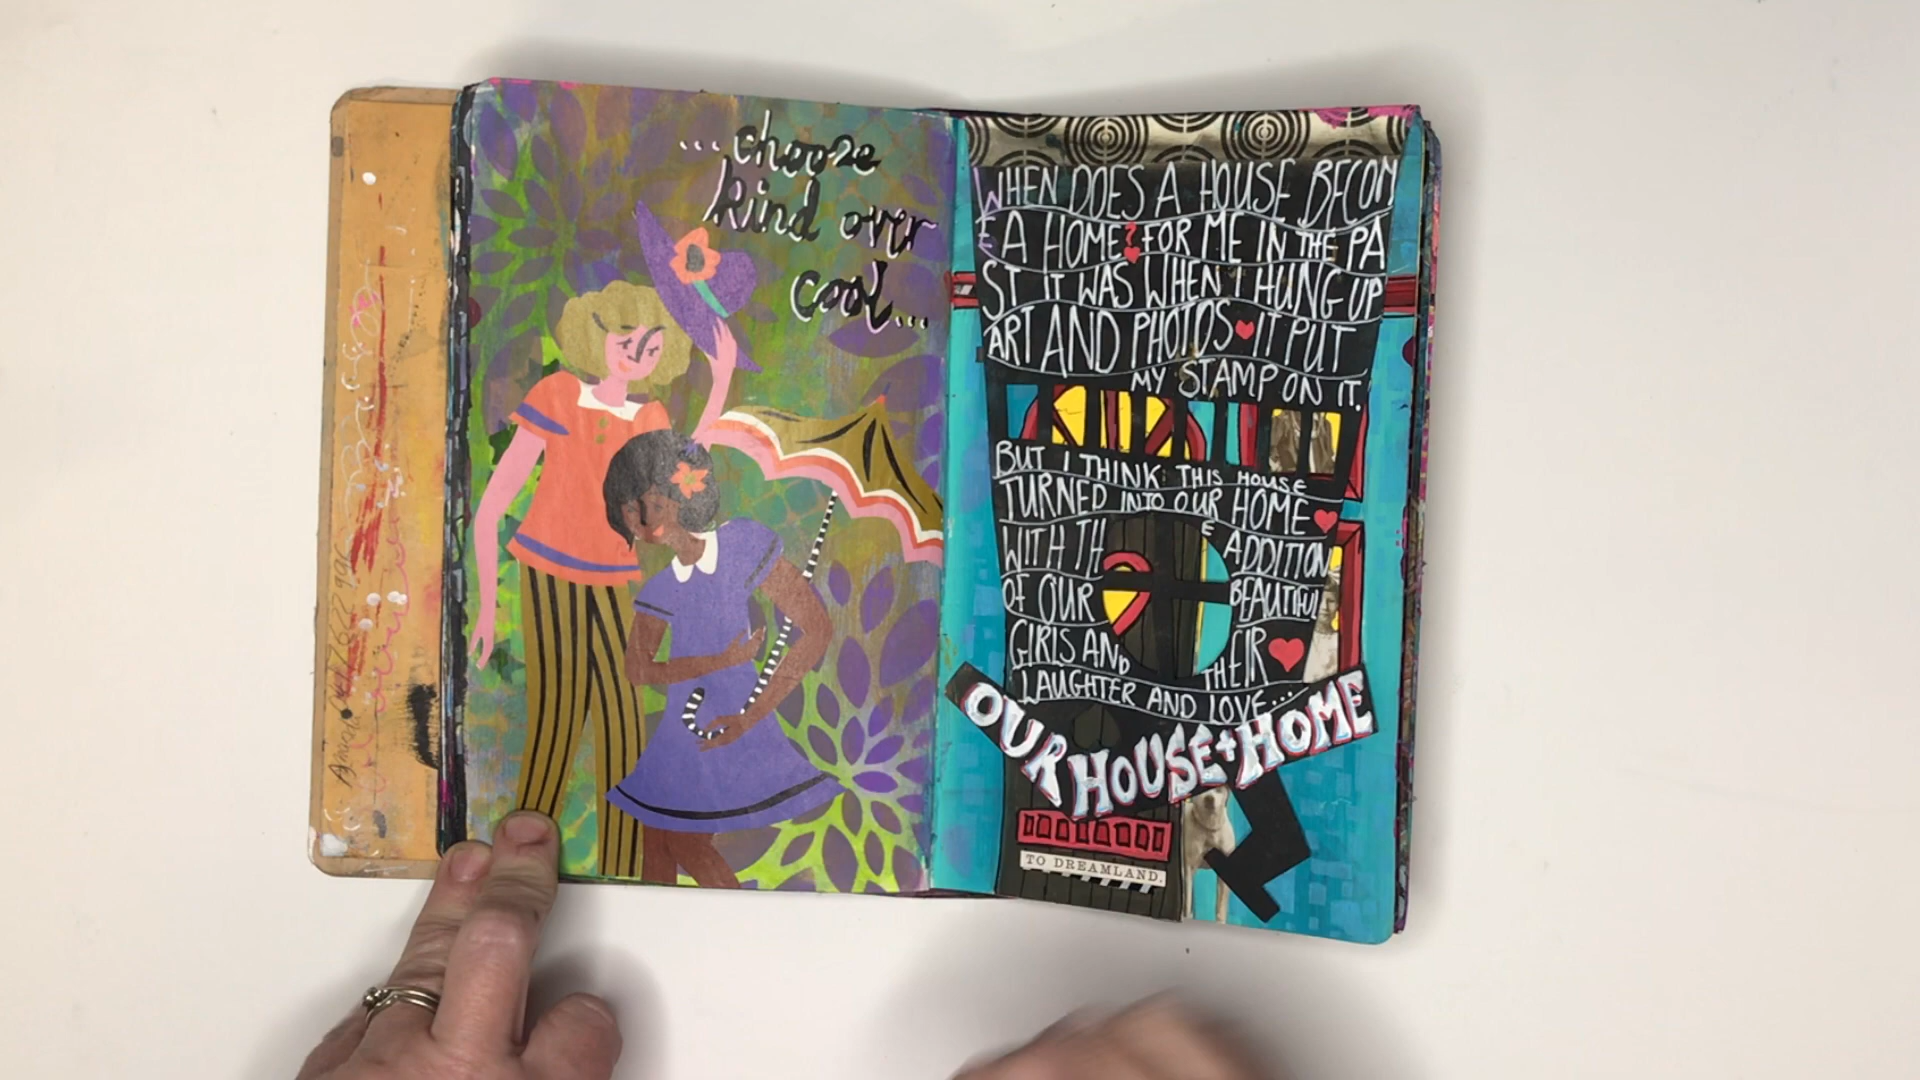 ...choose
kind over
cool...
WHEN DOES A HOUSE BECOM
E A HOME? FOR ME IN THE PA
ST IT WAS WHEN I HUNG UP
ART AND PHOTOS IT PUT
MY STAMP ON IT.
BUT I THINK THIS HOUSE
TURNED INTO OUR HOME
WITH TH E ADDITION
OF OUR BEAUTIFUL
GIRLS AND THEIR
LAUGHTER AND LOVE...
OUR HOUSE + HOME
TO DREAMLAND.